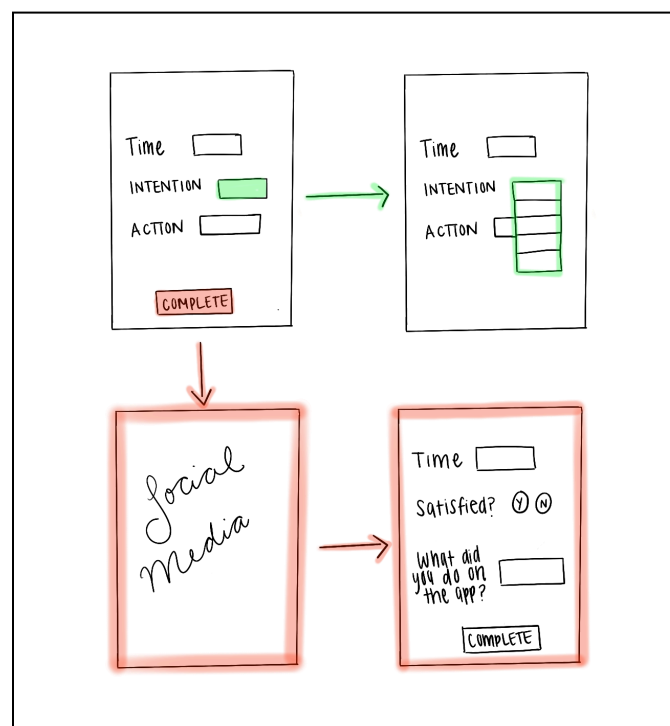 Time
INTENTION
ACTION
COMPLETE
Time
INTENTION
ACTION
Social
Media
Time
Satisfied? Y N
What did
you do on
the app?
COMPLETE